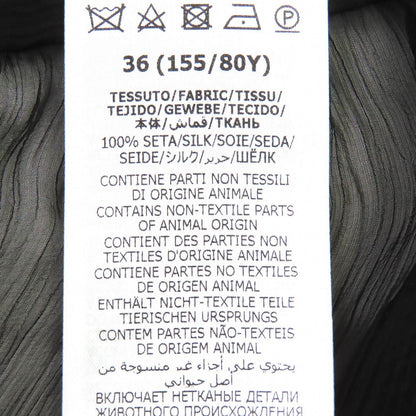 P
36 (155/80Y)
TESSUTO/FABRIC/TISSU/
TEJIDO/GEWEBE/TECIDO/
本体/قماش/ТКАНЬ
100% SETA/SILK/SOIE/SEDA/
SEIDE/シルク/حرير/ШЁЛК
CONTIENE PARTI NON TESSILI
DI ORIGINE ANIMALE
CONTAINS NON-TEXTILE PARTS
OF ANIMAL ORIGIN
CONTIENT DES PARTIES NON
TEXTILES D'ORIGINE ANIMALE
CONTIENE PARTES NO TEXTILES
DE ORIGEN ANIMAL
ENTHÄLT NICHT-TEXTILE TEILE
TIERISCHEN URSPRUNGS
CONTEM PARTES NÃO-TEXTEIS
DE ORIGEM ANIMAL
يحتوي على أجزاء غير منسوجة من
أصل حيواني
ВКЛЮЧАЕТ НЕТКАНЫЕ ДЕТАЛИ
ЖИВОТНОГО ПРОИСХОЖДЕНИЯ